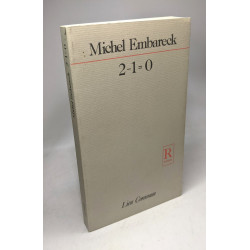 Michel Embareck
2-1=0
R
Lieu Commun